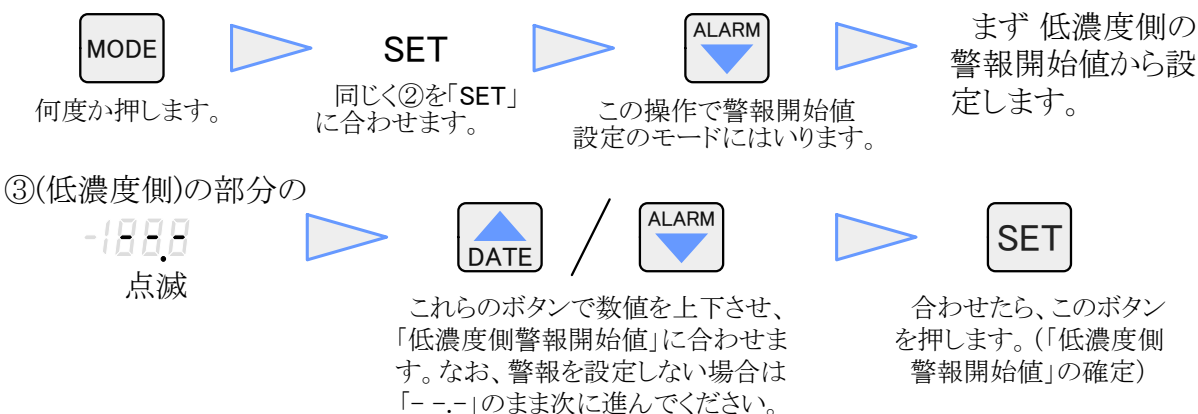 MODE
何度か押します。
SET
同じく②を「SET」
に合わせます。
ALARM
この操作で警報開始値
設定のモードにはいります。
まず 低濃度側の
警報開始値から設
定します。
③(低濃度側)の部分の
--.-
点滅
DATE
/
ALARM
これらのボタンで数値を上下させ、
「低濃度側警報開始値」に合わせま
す。なお、警報を設定しない場合は
「- -.-」のまま次に進んでください。
SET
合わせたら、このボタン
を押します。(「低濃度側
警報開始値」の確定)